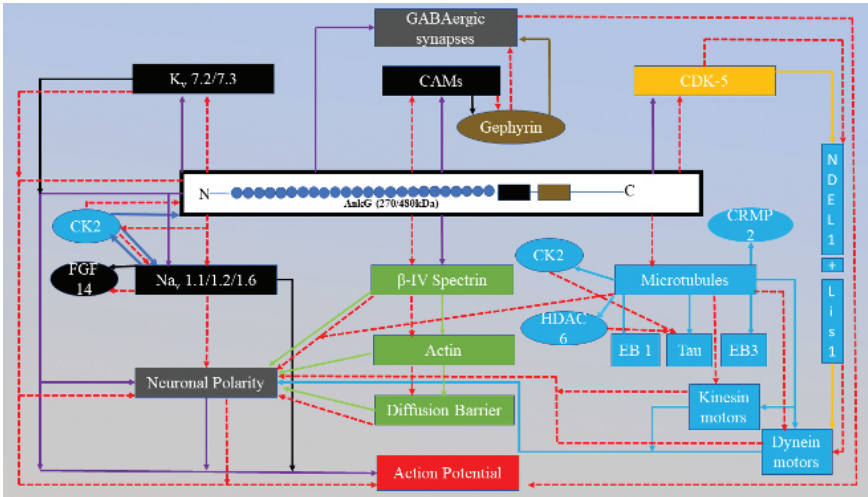 GABAergic
synapses
Kv 7.2/7.3
CAMs
CDK-5
Gephyrin
N
C
AnkG (270/480kDa)
NDEL1
+
Lis1
CK2
CRMP
2
FGF
14
Nav 1.1/1.2/1.6
β-IV Spectrin
CK2
Microtubules
HDAC
6
EB 1
Tau
EB3
Actin
Neuronal Polarity
Diffusion Barrier
Kinesin
motors
Dynein
motors
Action Potential